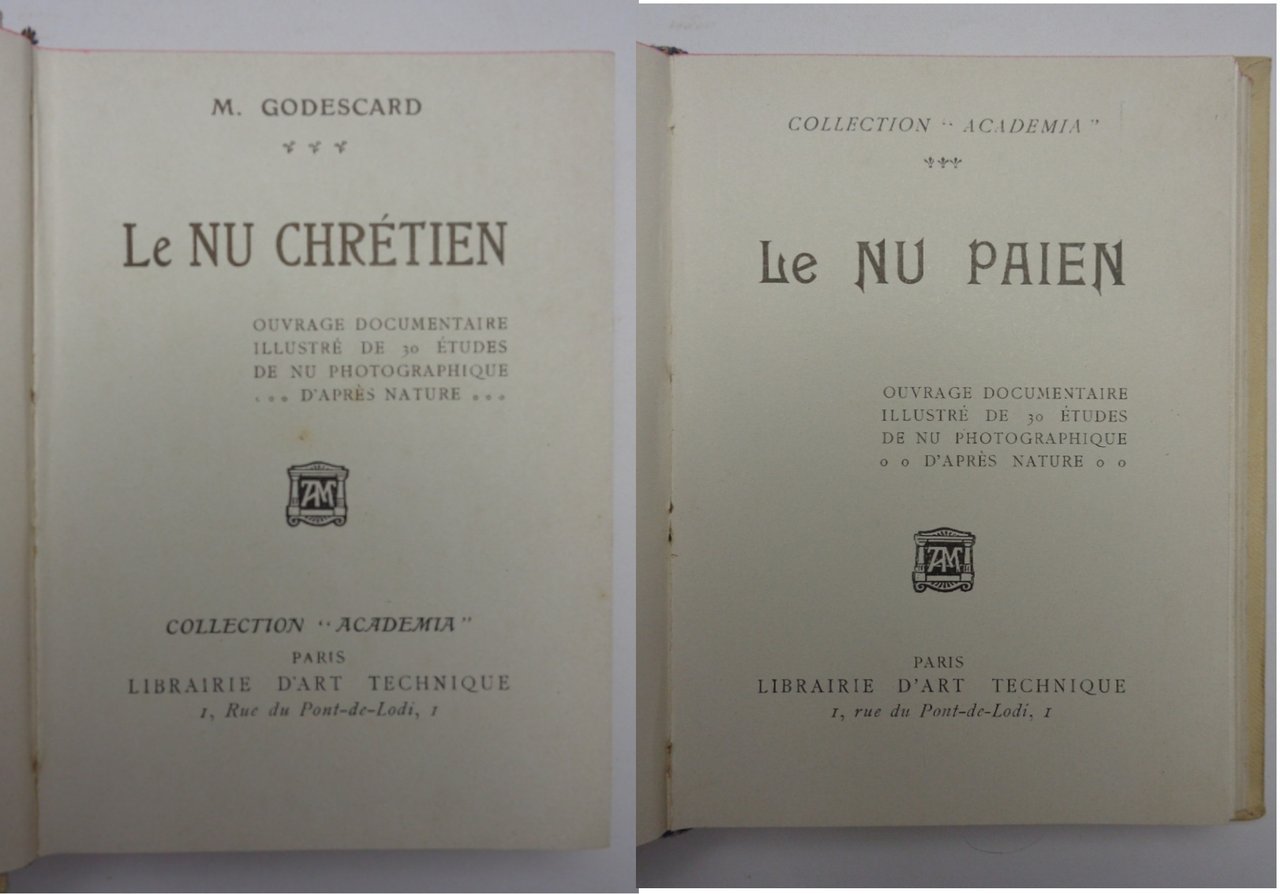 M. GODESCARD
Le NU CHRÉTIEN
OUVRAGE DOCUMENTAIRE
ILLUSTRÉ DE 30 ÉTUDES
DE NU PHOTOGRAPHIQUE
D'APRÈS NATURE
COLLECTION “ ACADEMIA ”
PARIS
LIBRAIRIE D'ART TECHNIQUE
1, Rue du Pont-de-Lodi, 1
COLLECTION “ ACADEMIA ”
Le NU PAIEN
OUVRAGE DOCUMENTAIRE
ILLUSTRÉ DE 30 ÉTUDES
DE NU PHOTOGRAPHIQUE
D'APRÈS NATURE
PARIS
LIBRAIRIE D'ART TECHNIQUE
1, rue du Pont-de-Lodi, 1